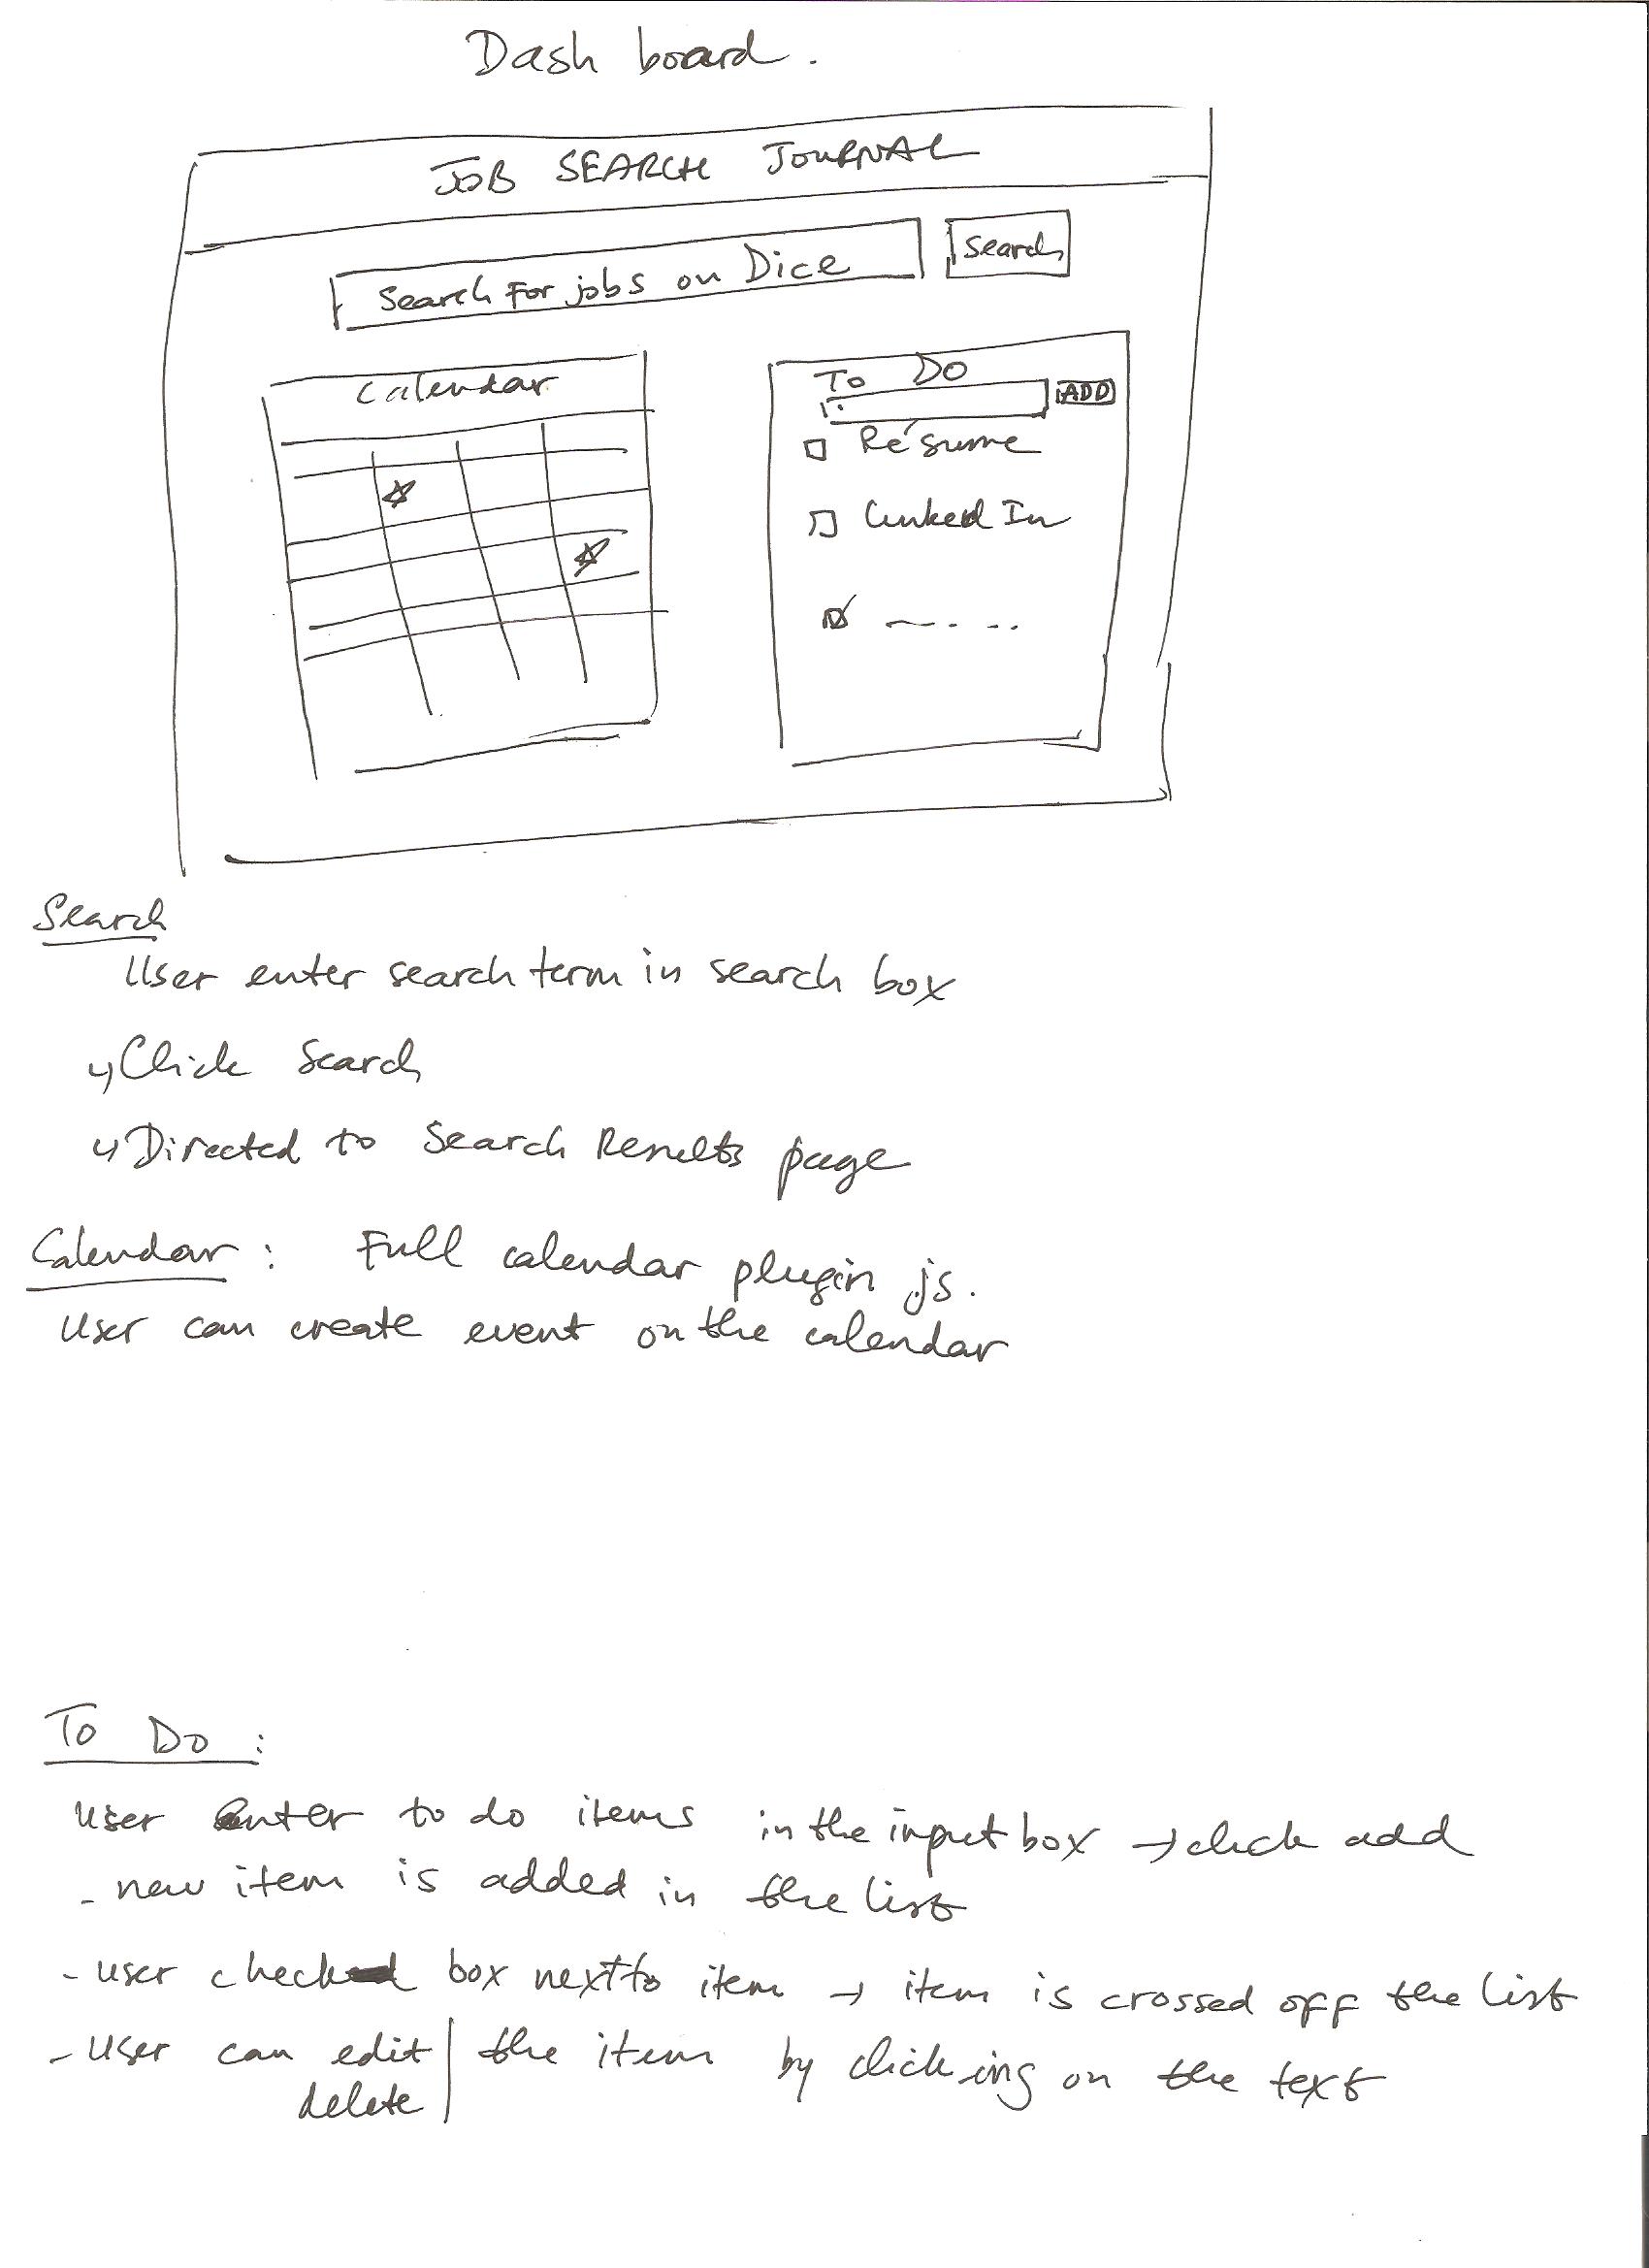 Dash board.
JOB SEARCH JOURNAL
Search For jobs on Dice
Search
Calendar
To Do
ADD
Résume
Linked In
Search
User enter search term in search box
↳ Click Search
↳ Directed to Search Results page
Calendar : Full calendar plugin js.
User can create event on the calendar
To Do :
User enter to do items in the input box → click add
- new item is added in the list
- user check box next to item → item is crossed off the list
- User can edit | the item by clicking on the text
delete